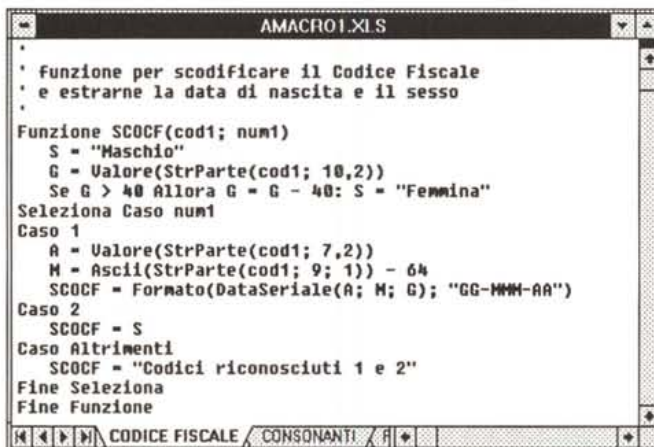 AMACRO1.XLS
'
' funzione per scodificare il Codice Fiscale
' e estrarne la data di nascita e il sesso
'
Funzione SCOCF(cod1; num1)
S = "Maschio"
G = Valore(StrParte(cod1; 10,2))
Se G > 40 Allora G = G - 40: S = "Femmina"
Seleziona Caso num1
Caso 1
A = Valore(StrParte(cod1; 7,2))
M = Ascii(StrParte(cod1; 9; 1)) - 64
SCOCF = Formato(DataSeriale(A; M; G); "GG-MMM-AA")
Caso 2
SCOCF = S
Caso Altrimenti
SCOCF = "Codici riconosciuti 1 e 2"
Fine Seleziona
Fine Funzione
CODICE FISCALE CONSONANTI